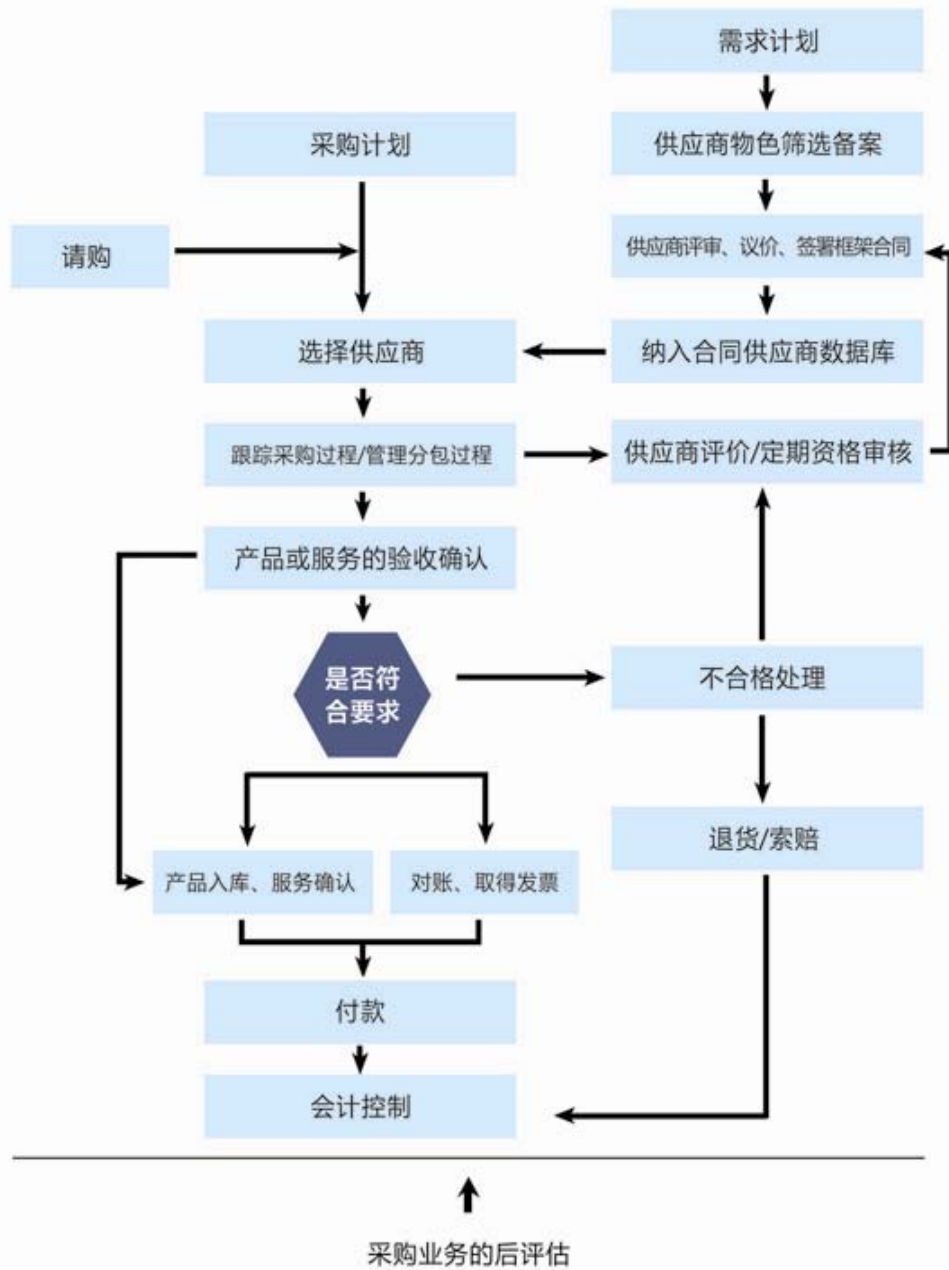 需求计划
采购计划
供应商物色筛选备案
请购
供应商评审、议价、签署框架合同
选择供应商
纳入合同供应商数据库
跟踪采购过程/管理分包过程
供应商评价/定期资格审核
产品或服务的验收确认
是否符
合要求
不合格处理
退货/索赔
产品入库、服务确认
对账、取得发票
付款
会计控制
采购业务的后评估